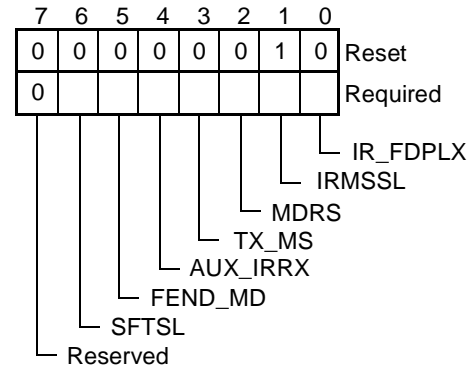 7 6 5 4 3 2 1 0
0 0 0 0 0 0 1 0 Reset
0 Required
IR_FDPLX
IRMSSL
MDRS
TX_MS
AUX_IRRX
FEND_MD
SFTSL
Reserved